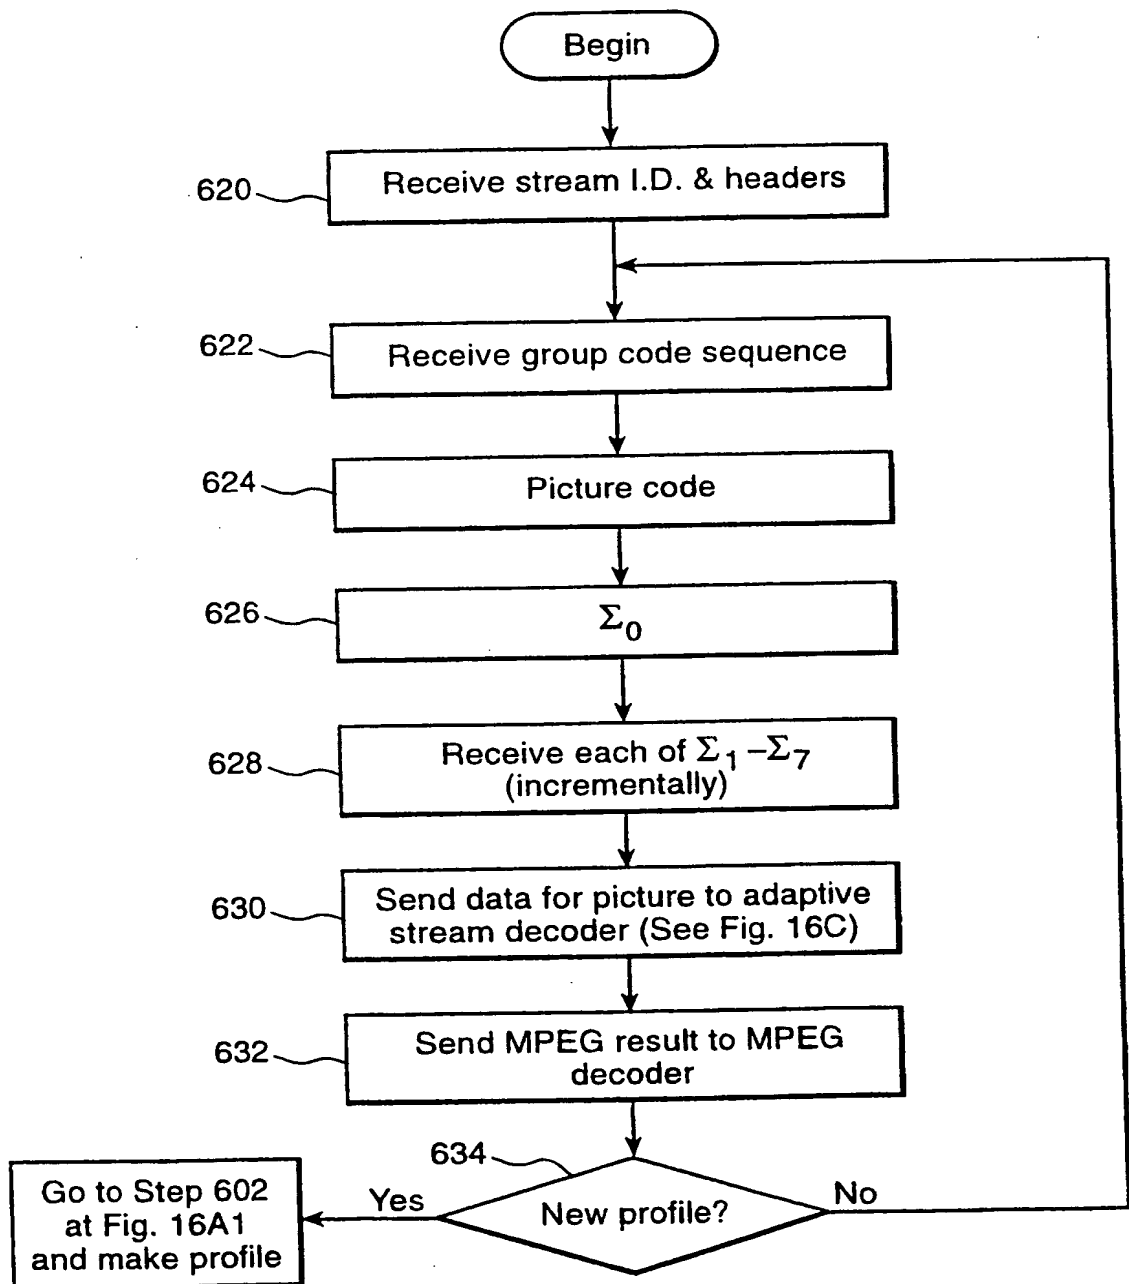 Begin
620
Receive stream I.D. & headers
622
Receive group code sequence
624
Picture code
626
Σ0
628
Receive each of Σ1–Σ7
(incrementally)
630
Send data for picture to adaptive
stream decoder (See Fig. 16C)
632
Send MPEG result to MPEG
decoder
634
New profile?
Yes
No
Go to Step 602
at Fig. 16A1
and make profile